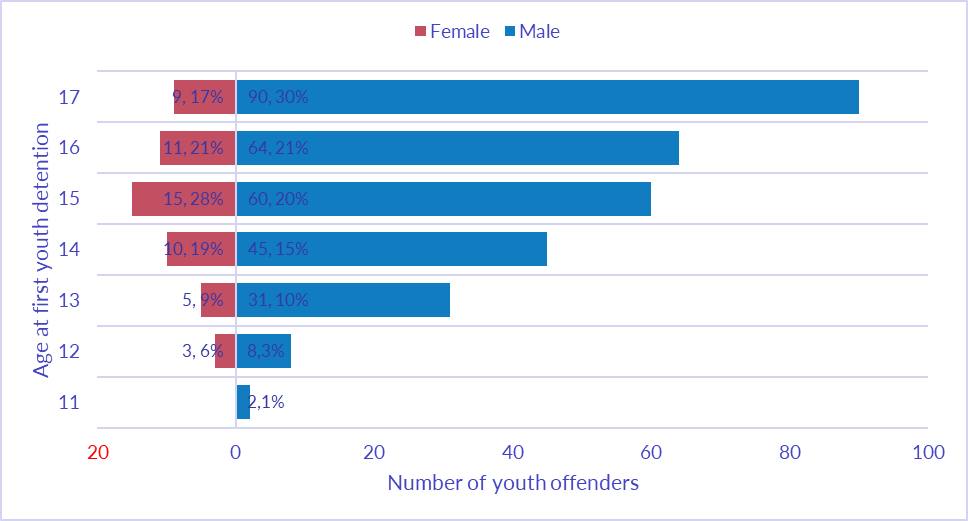 Female Male
17 9, 17% 90, 30%
16 11, 21% 64, 21%
15 15, 28% 60, 20%
14 10, 19% 45, 15%
13 5, 9% 31, 10%
12 3, 6% 8,3%
11 2,1%
Age at first youth detention
20 0 20 40 60 80 100
Number of youth offenders